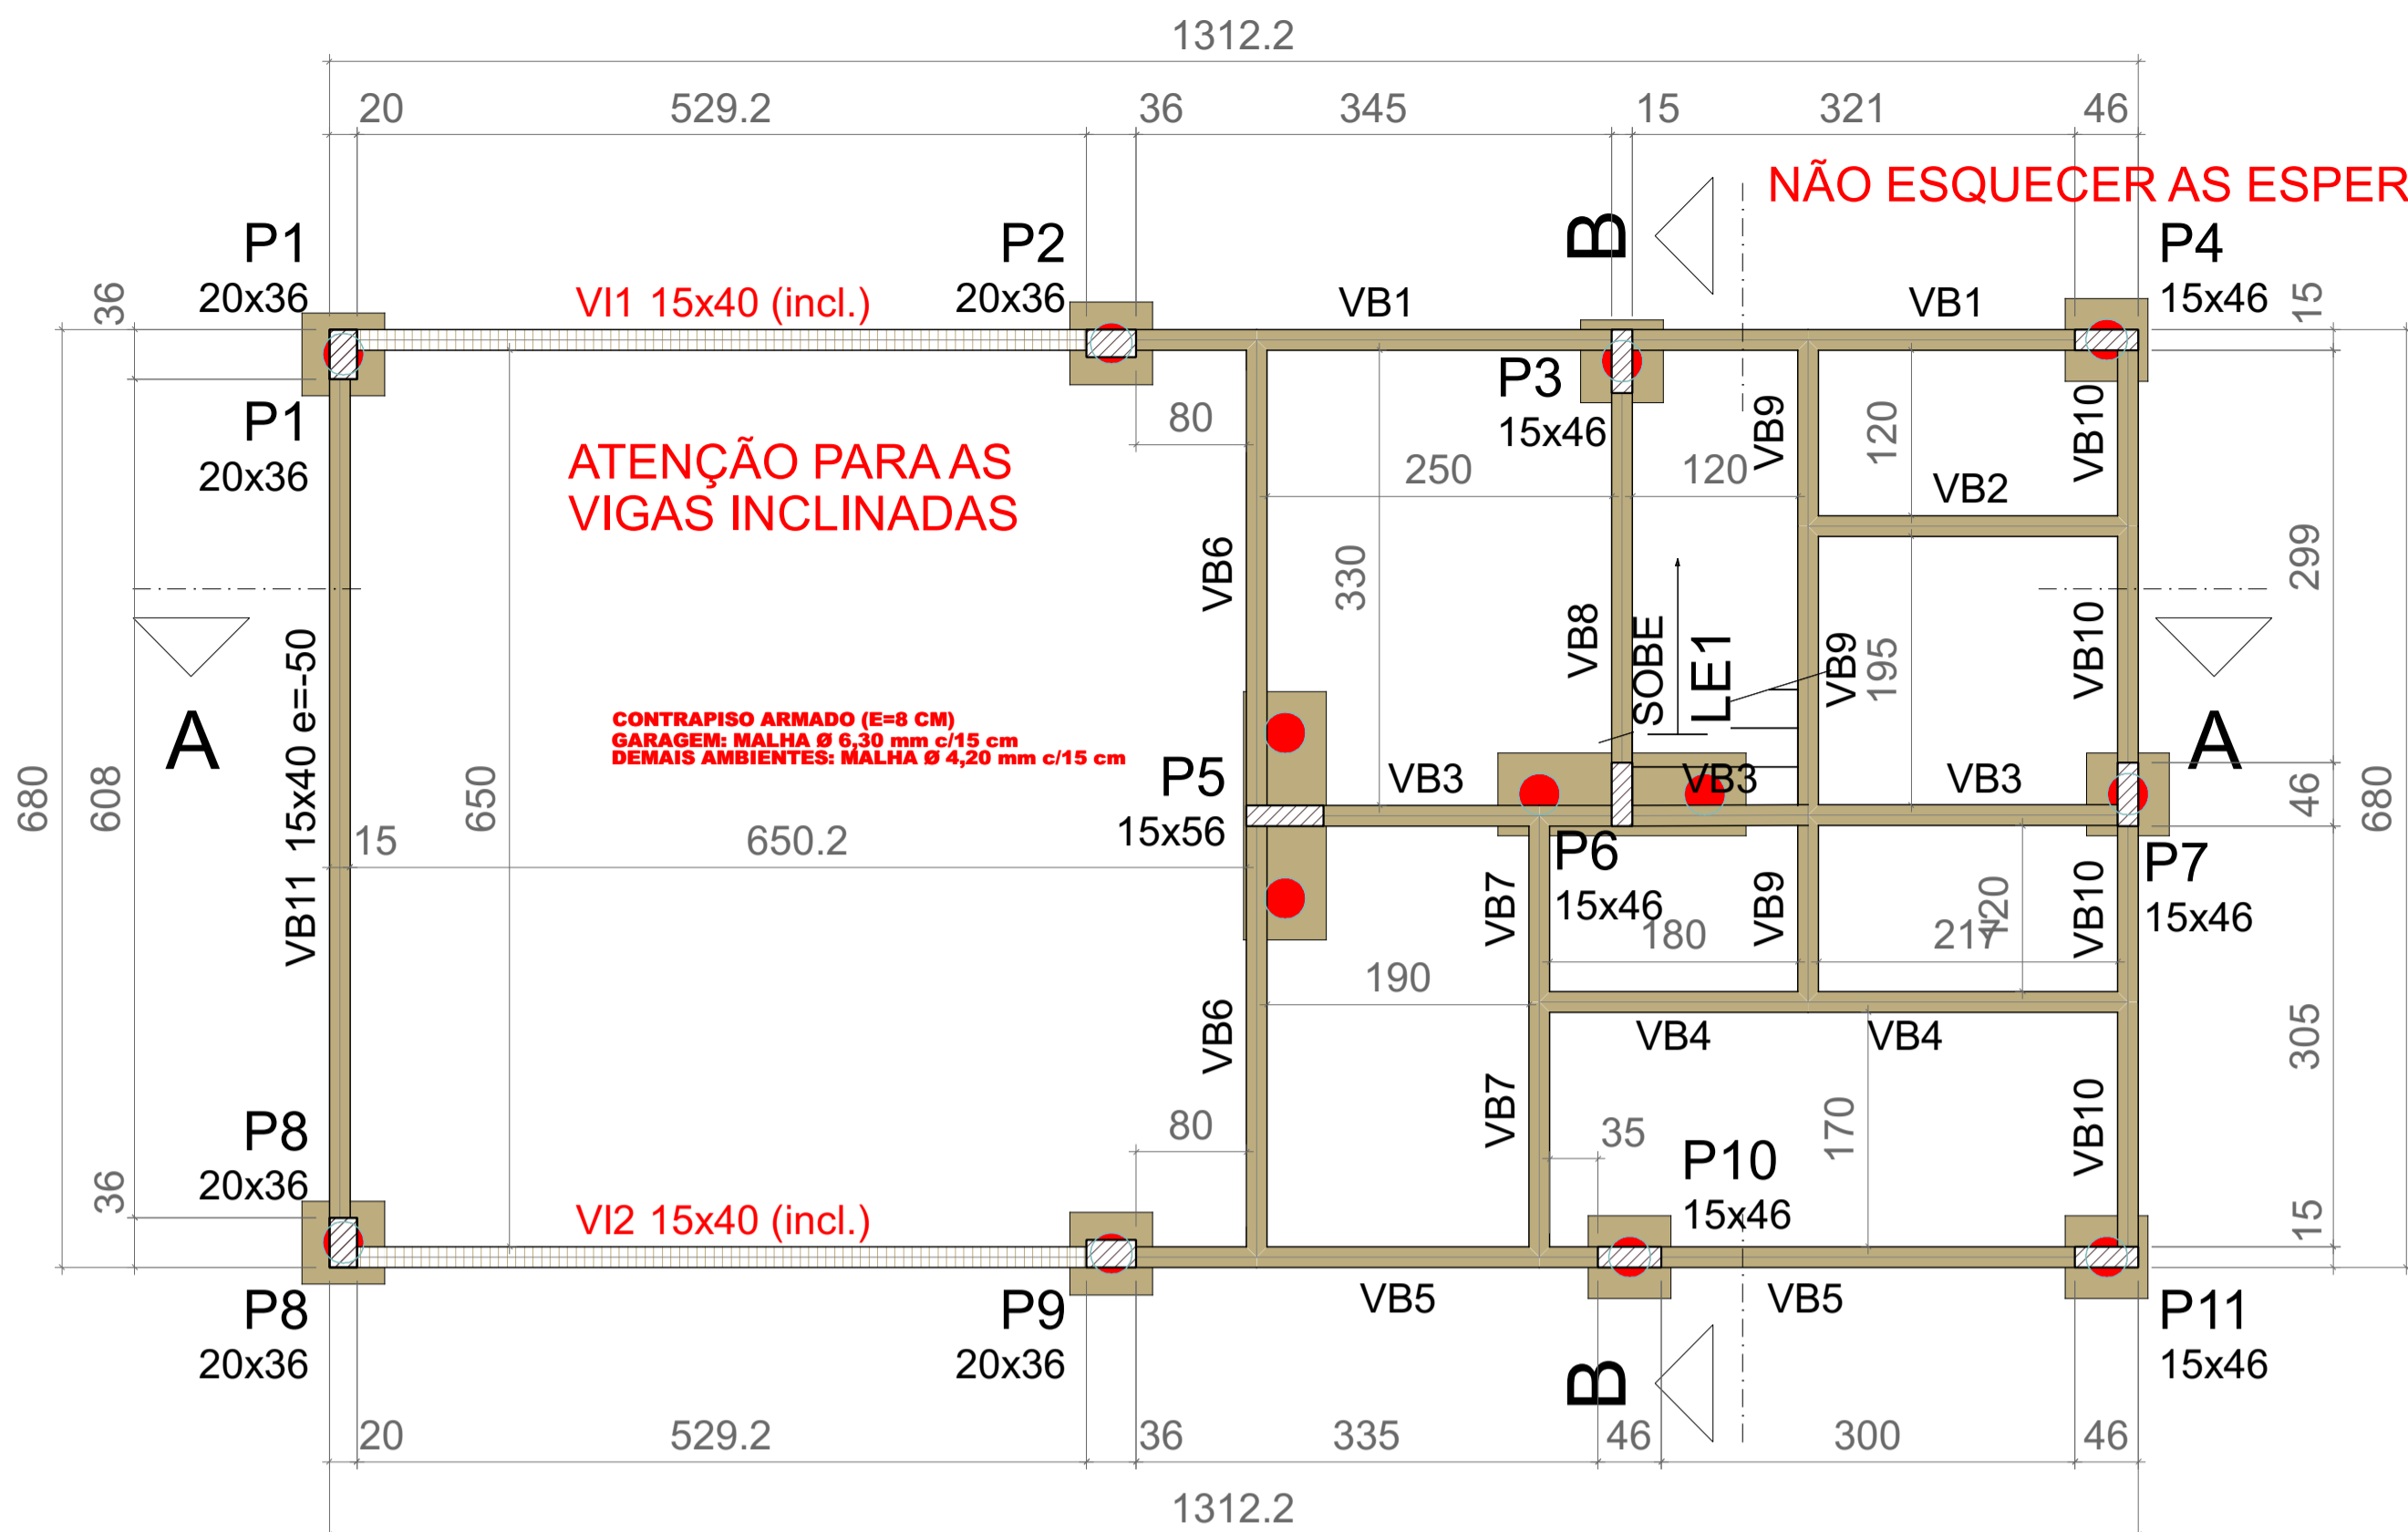 1312.2
20 529.2 36 345 15 321 46
NÃO ESQUECER AS ESPER
B
P1
20x36
P2
20x36
P4
15x46
36
VI1 15x40 (incl.)
VB1
VB1
15
P3
15x46
P1
20x36
80
ATENÇÃO PARA AS
VIGAS INCLINADAS
250
120
VB9
120
VB10
VB2
VB6
330
299
VB8
SOBE
LE1
VB9
195
VB10
A
A
VB11 15x40 e=-50
CONTRAPISO ARMADO (E=8 CM)
GARAGEM: MALHA Ø 6,30 mm c/15 cm
DEMAIS AMBIENTES: MALHA Ø 4,20 mm c/15 cm
680
608
650
15
650.2
P5
15x56
VB3
VB3
VB3
46
680
P6
15x46
P7
15x46
VB7
VB9
VB10
180
217
120
190
VB6
VB4
VB4
305
VB7
80
35
170
VB10
P10
15x46
P8
20x36
36
VI2 15x40 (incl.)
15
VB5
VB5
P8
20x36
P9
20x36
B
P11
15x46
20 529.2 36 335 46 300 46
1312.2